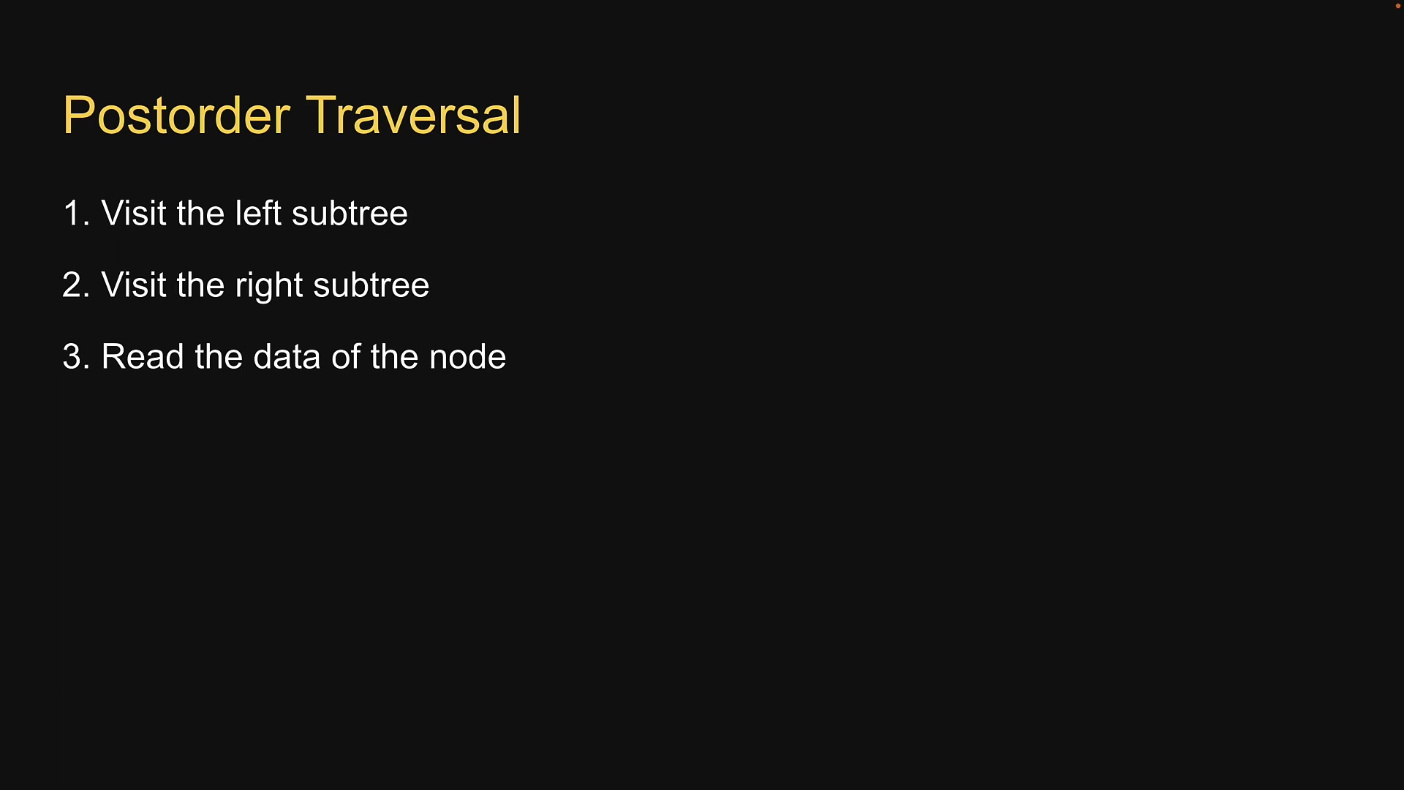 Postorder Traversal
1. Visit the left subtree
2. Visit the right subtree
3. Read the data of the node